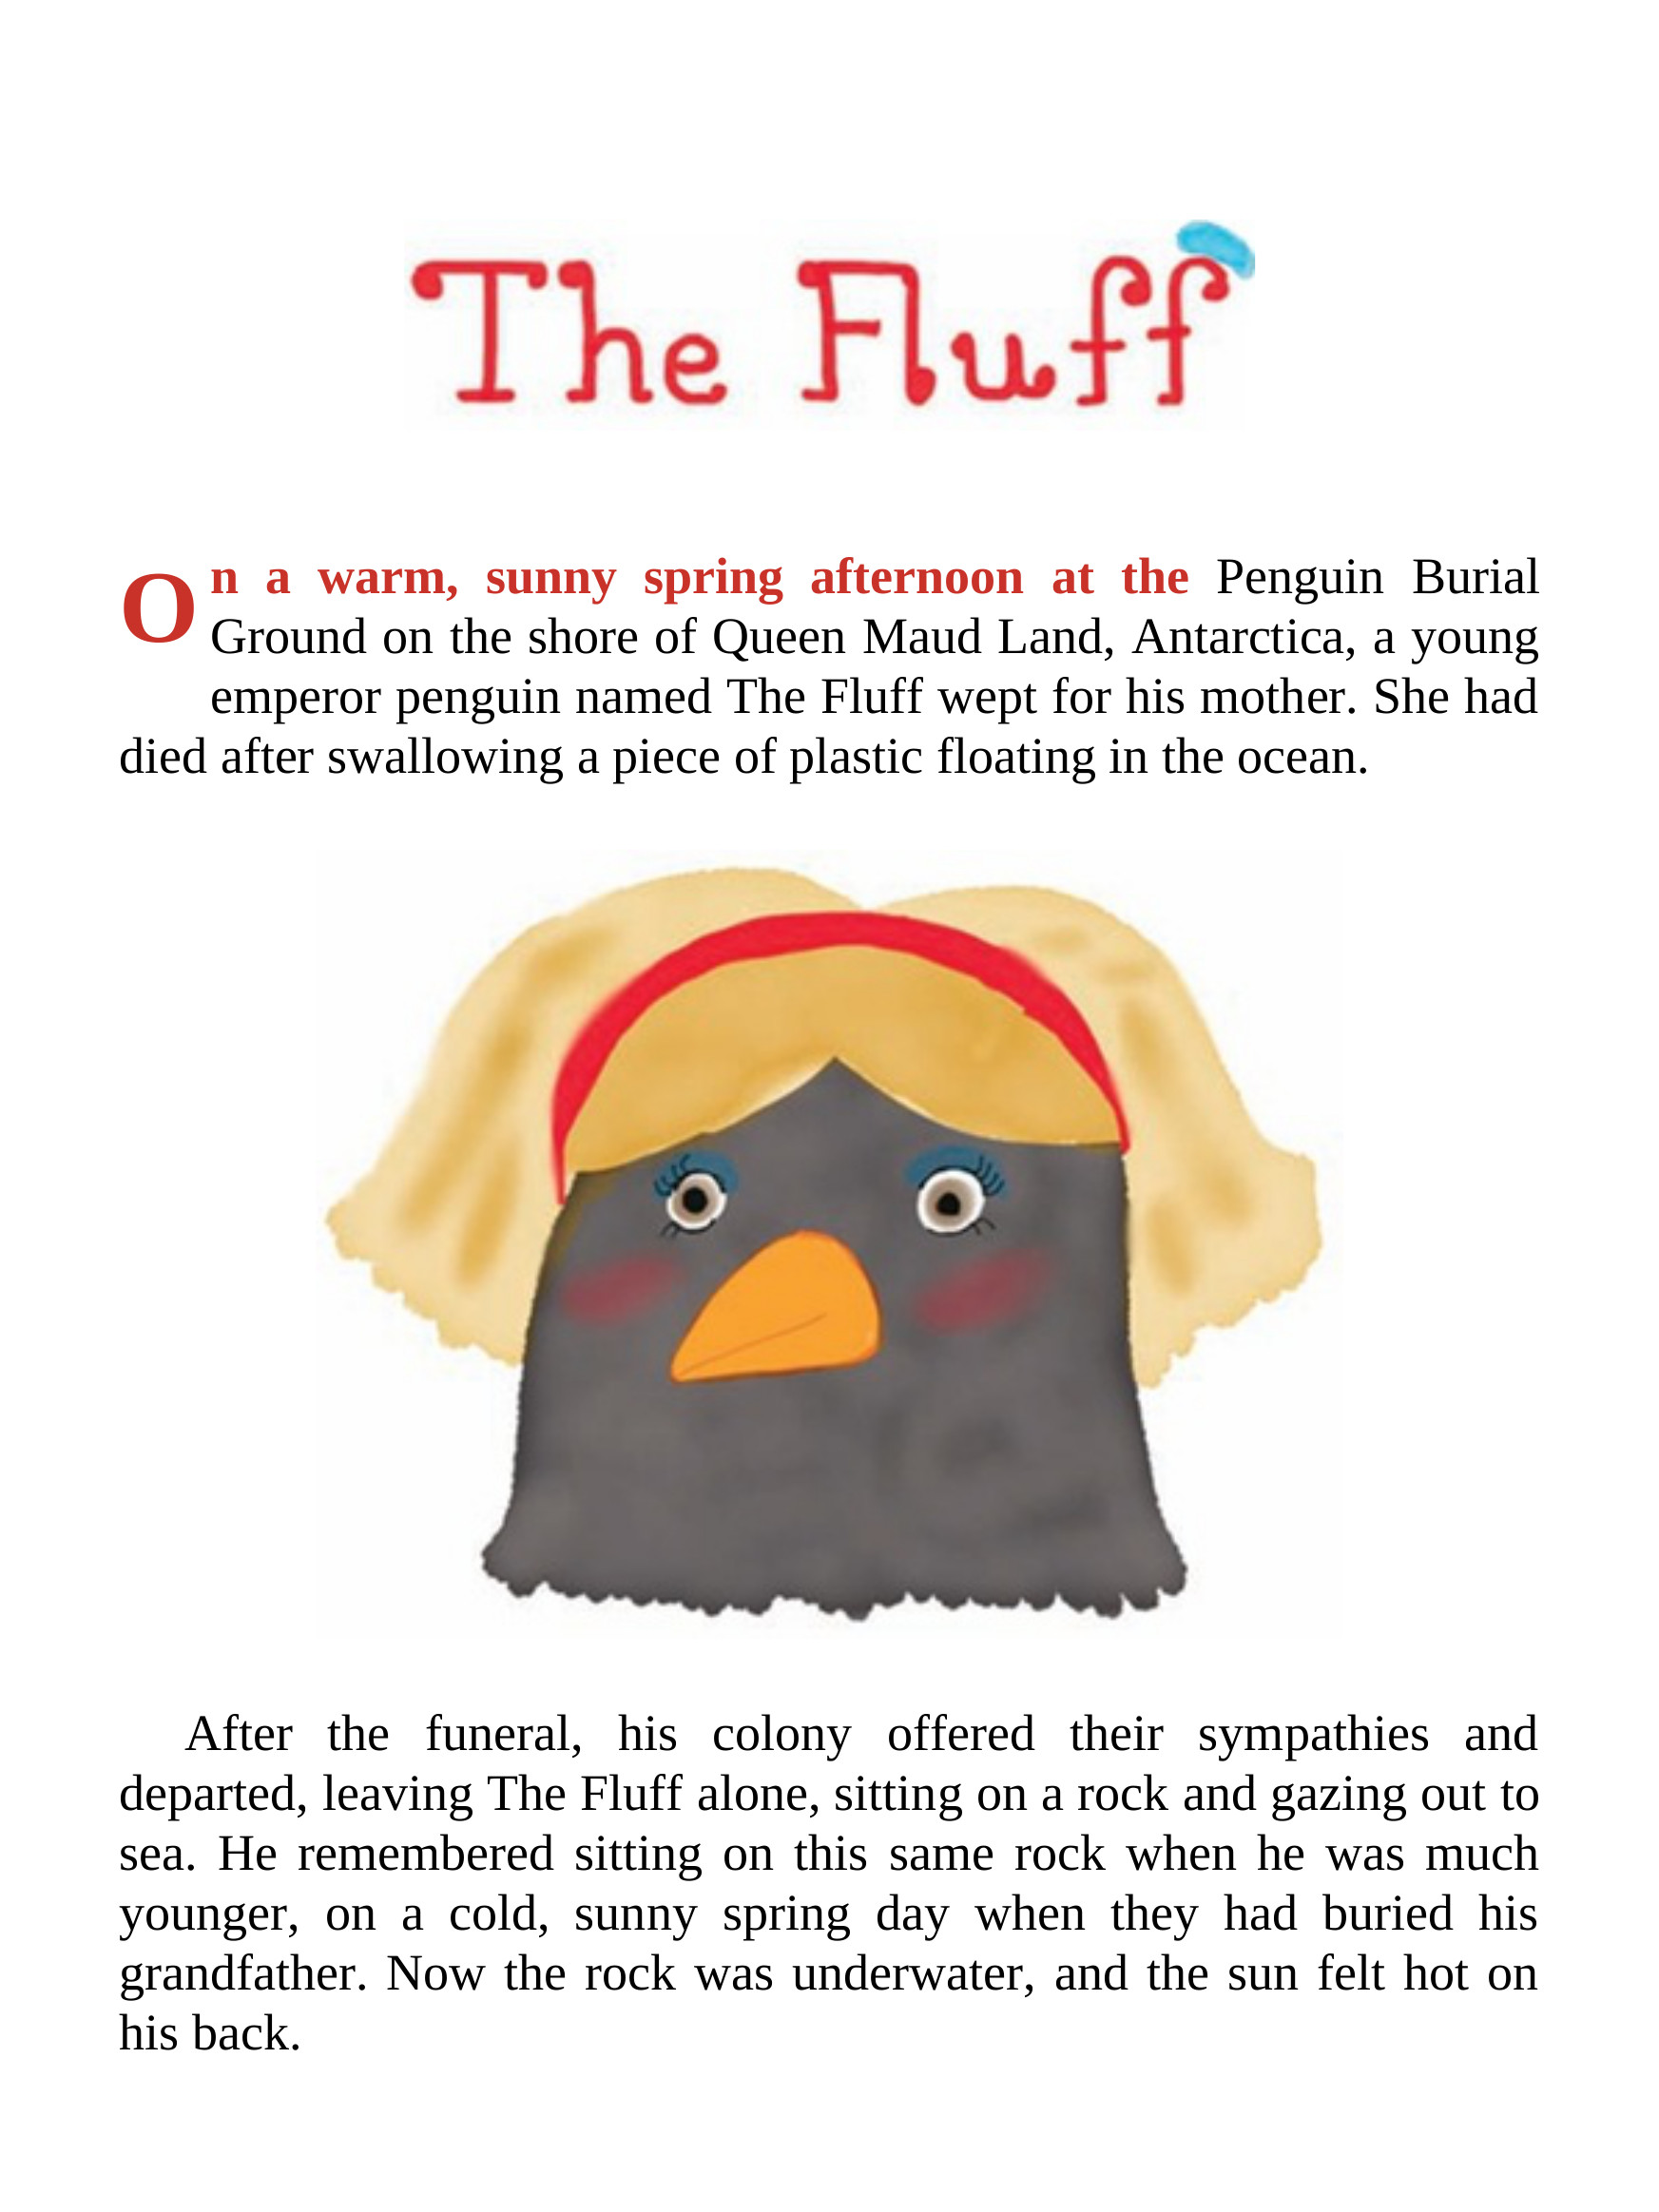 The Fluff
On a warm, sunny spring afternoon at the Penguin Burial
Ground on the shore of Queen Maud Land, Antarctica, a young
emperor penguin named The Fluff wept for his mother. She had
died after swallowing a piece of plastic floating in the ocean.
After the funeral, his colony offered their sympathies and
departed, leaving The Fluff alone, sitting on a rock and gazing out to
sea. He remembered sitting on this same rock when he was much
younger, on a cold, sunny spring day when they had buried his
grandfather. Now the rock was underwater, and the sun felt hot on
his back.